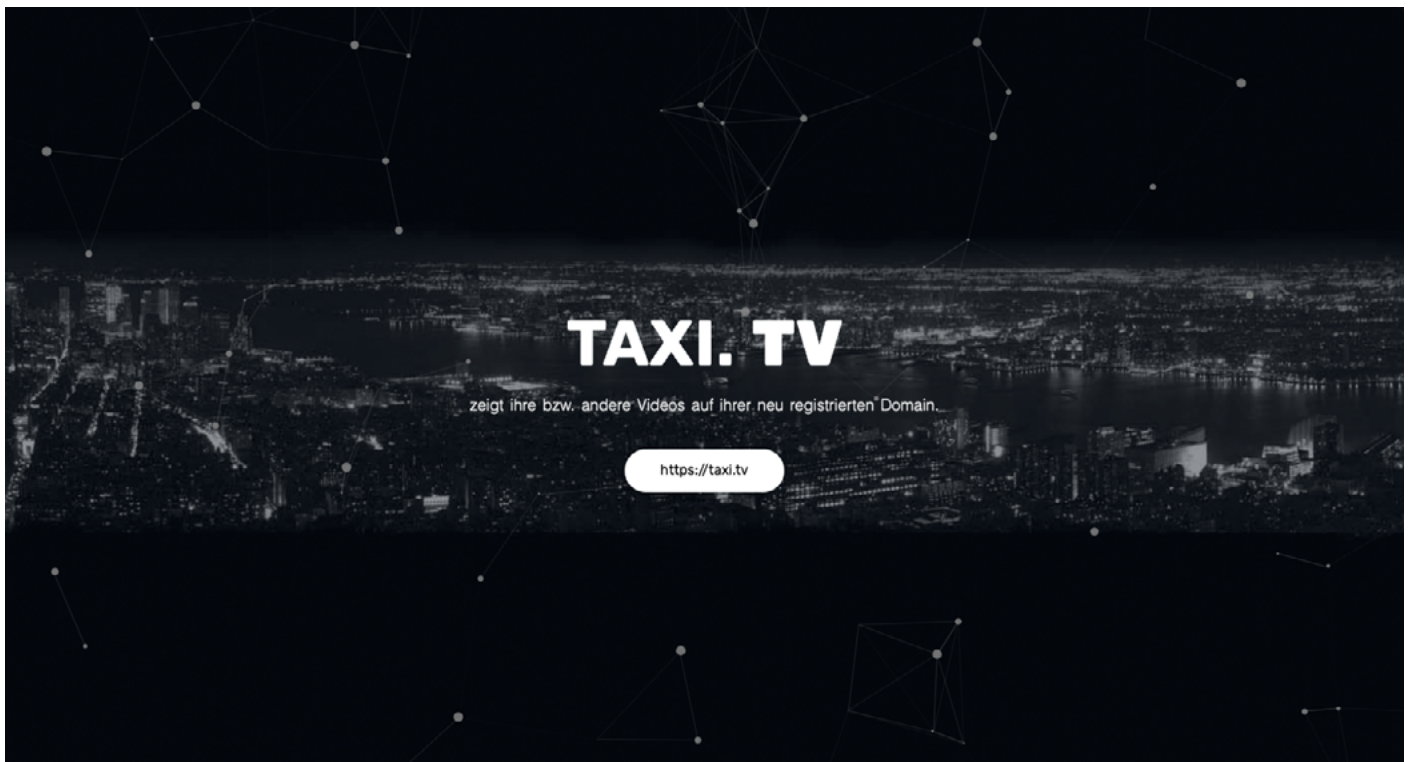 TAXI. TV
zeigt ihre bzw. andere Videos auf ihrer neu registrierten Domain.
https://taxi.tv